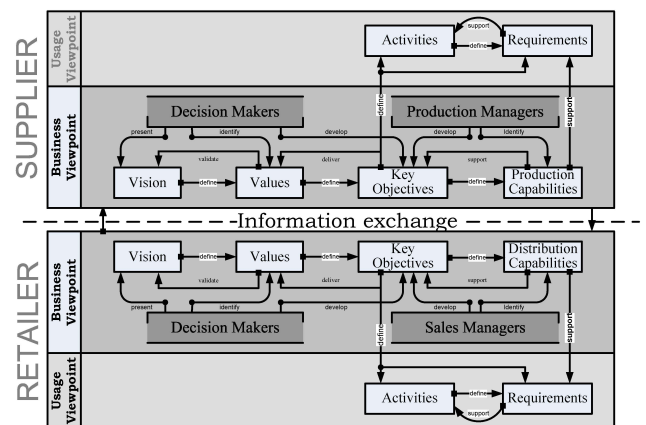 SUPPLIER
Usage
Viewpoint
support
Activities
define
Requirements
Business
Viewpoint
define
support
Decision Makers
Production Managers
present
identify
develop
develop
Identify
validate
deliver
support
Vision
define
Values
define
Key
Objectives
define
Production
Capabilities
Information exchange
RETAILER
Business
Viewpoint
Vision
define
Values
define
Key
Objectives
define
Distribution
Capabilities
validate
deliver
support
present
identify
develop
develop
Identify
Decision Makers
Sales Managers
define
support
Usage
Viewpoint
Activities
define
Requirements
support